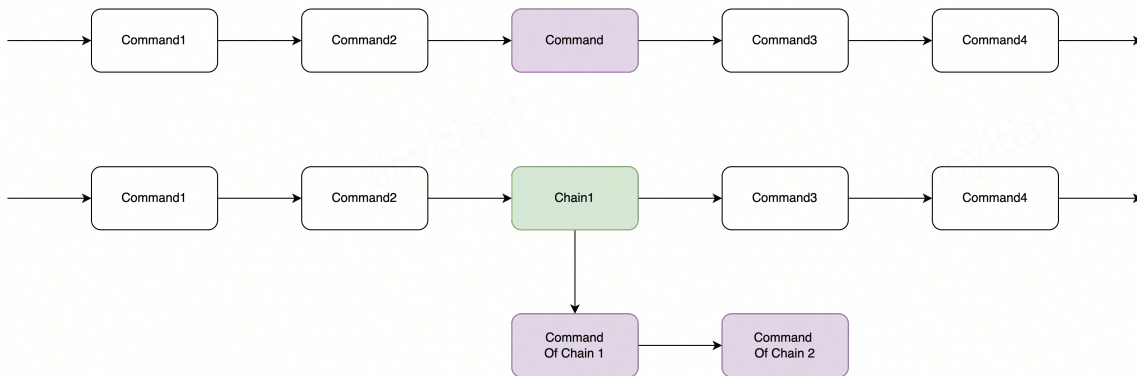 Command1
Command2
Command
Command3
Command4
Command1
Command2
Chain1
Command3
Command4
Command
Of Chain 1
Command
Of Chain 2